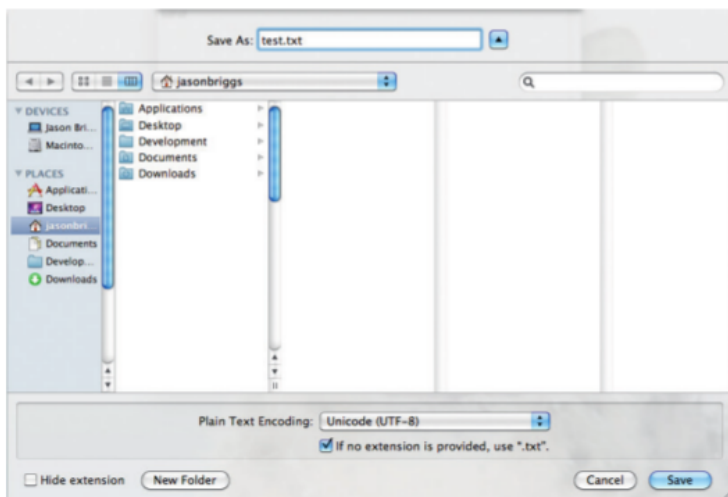 Save As: test.txt
jasonbriggs
DEVICES
Jason Bri...
Macinto...
PLACES
Applicati...
Desktop
jasonbri...
Documents
Develop...
Downloads
Applications
Desktop
Development
Documents
Downloads
Plain Text Encoding: Unicode (UTF-8)
If no extension is provided, use ".txt".
Hide extension New Folder Cancel Save